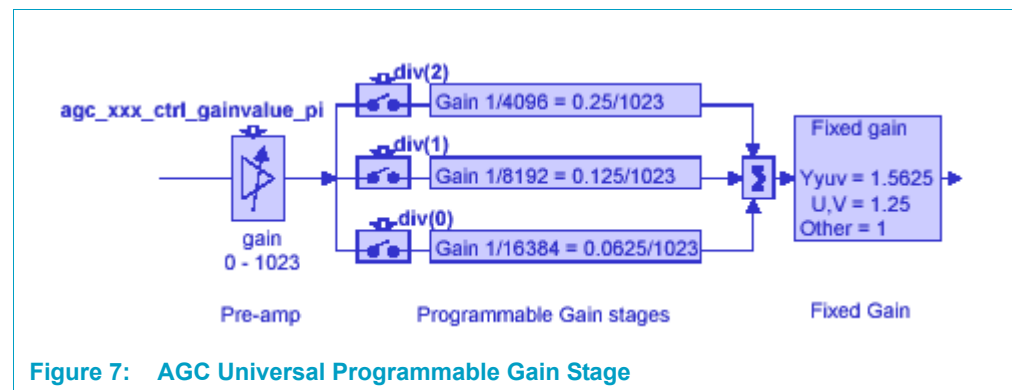 div(2)
agc_xxx_ctrl_gainvalue_pi
Gain 1/4096 = 0.25/1023
div(1)
Gain 1/8192 = 0.125/1023
div(0)
Gain 1/16384 = 0.0625/1023
Σ
Fixed gain
Yyuv = 1.5625
U,V = 1.25
Other = 1
gain
0 - 1023
Pre-amp
Programmable Gain stages
Fixed Gain
Figure 7: AGC Universal Programmable Gain Stage